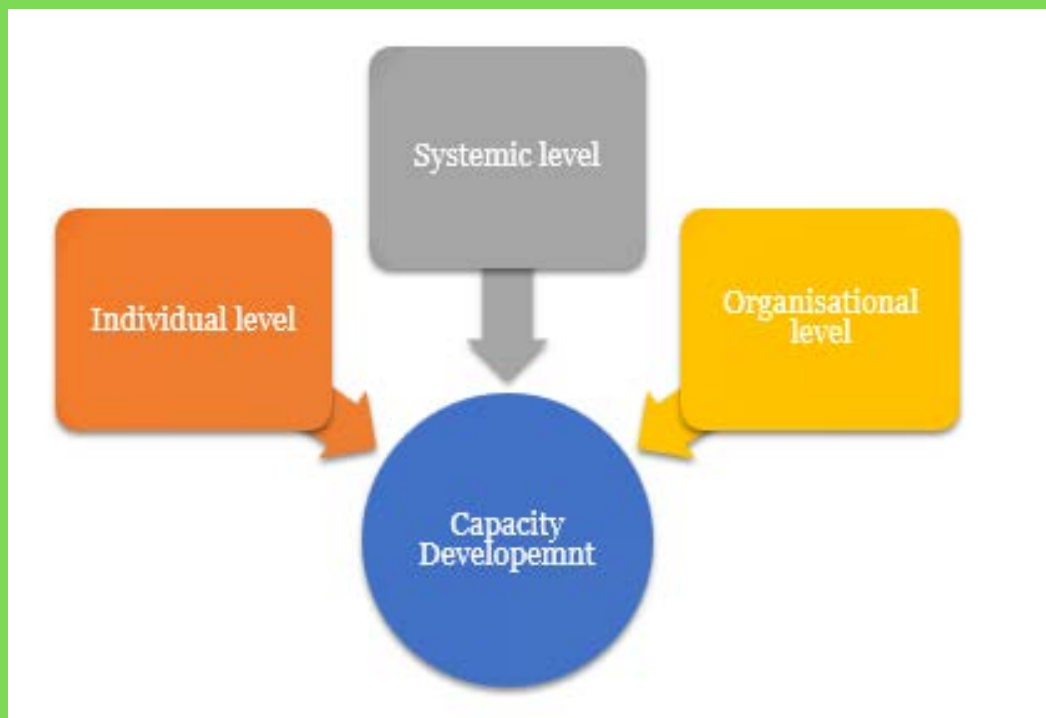 Systemic level
Individual level
Organisational
level
Capacity
Developemnt